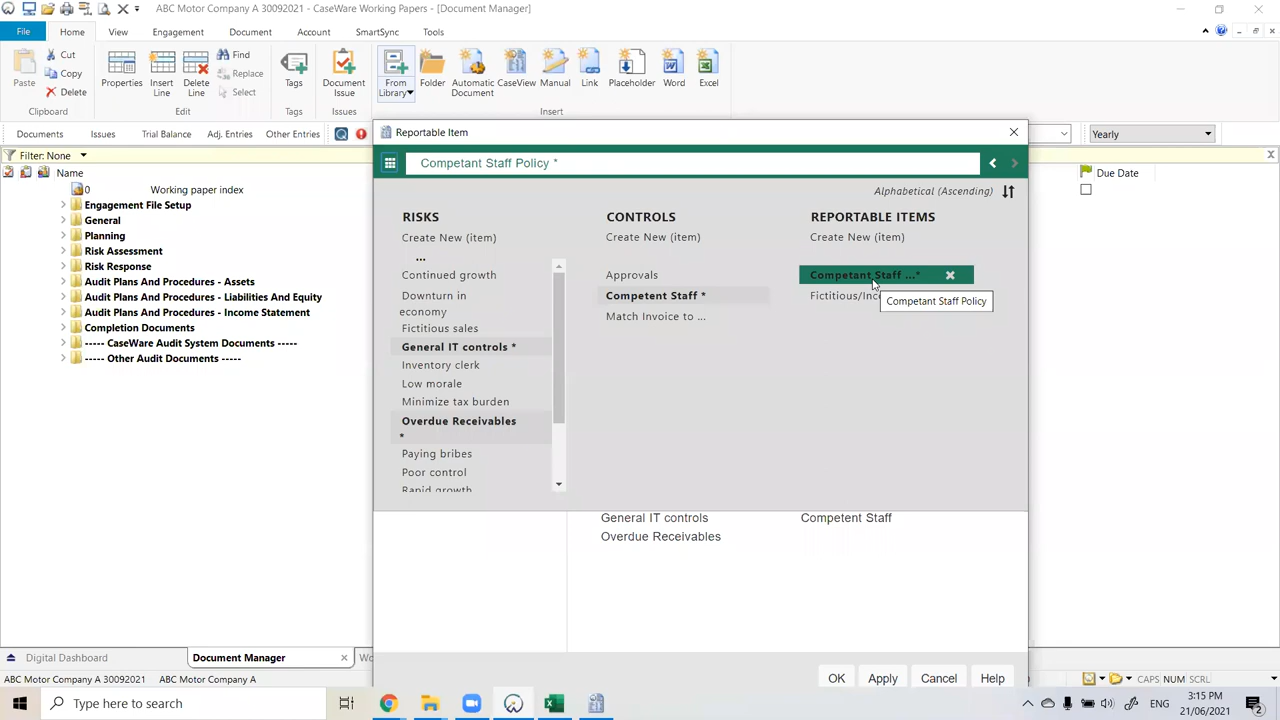 ABC Motor Company A 30092021 - CaseWare Working Papers - [Document Manager]
File Home View Engagement Document Account SmartSync Tools
Paste Cut Copy Delete
Properties Insert Line Delete Line Find Replace Select
Tags Document Issue
From Library Folder Automatic Document CaseView Manual Link Placeholder Word Excel
Clipboard Edit Tags Issues Insert
Documents Issues Trial Balance Adj. Entries Other Entries Yearly
Filter: None
Name Due Date
0 Working paper index
Engagement File Setup
General
Planning
Risk Assessment
Risk Response
Audit Plans And Procedures - Assets
Audit Plans And Procedures - Liabilities And Equity
Audit Plans And Procedures - Income Statement
Completion Documents
----- CaseWare Audit System Documents -----
----- Other Audit Documents -----
Reportable Item
Competant Staff Policy *
Alphabetical (Ascending)
RISKS
Create New (item)
...
Continued growth
Downturn in
economy
Fictitious sales
General IT controls *
Inventory clerk
Low morale
Minimize tax burden
Overdue Receivables
*
Paying bribes
Poor control
Rapid growth
CONTROLS
Create New (item)
Approvals
Competent Staff *
Match Invoice to ...
REPORTABLE ITEMS
Create New (item)
Competant Staff ...*
Fictitious/Inc
Competant Staff Policy
General IT controls Competent Staff
Overdue Receivables
OK Apply Cancel Help
Digital Dashboard Document Manager Wo
ABC Motor Company A 30092021 ABC Motor Company A CAPS NUM SCRL
Type here to search
ENG
3:15 PM
21/06/2021
2